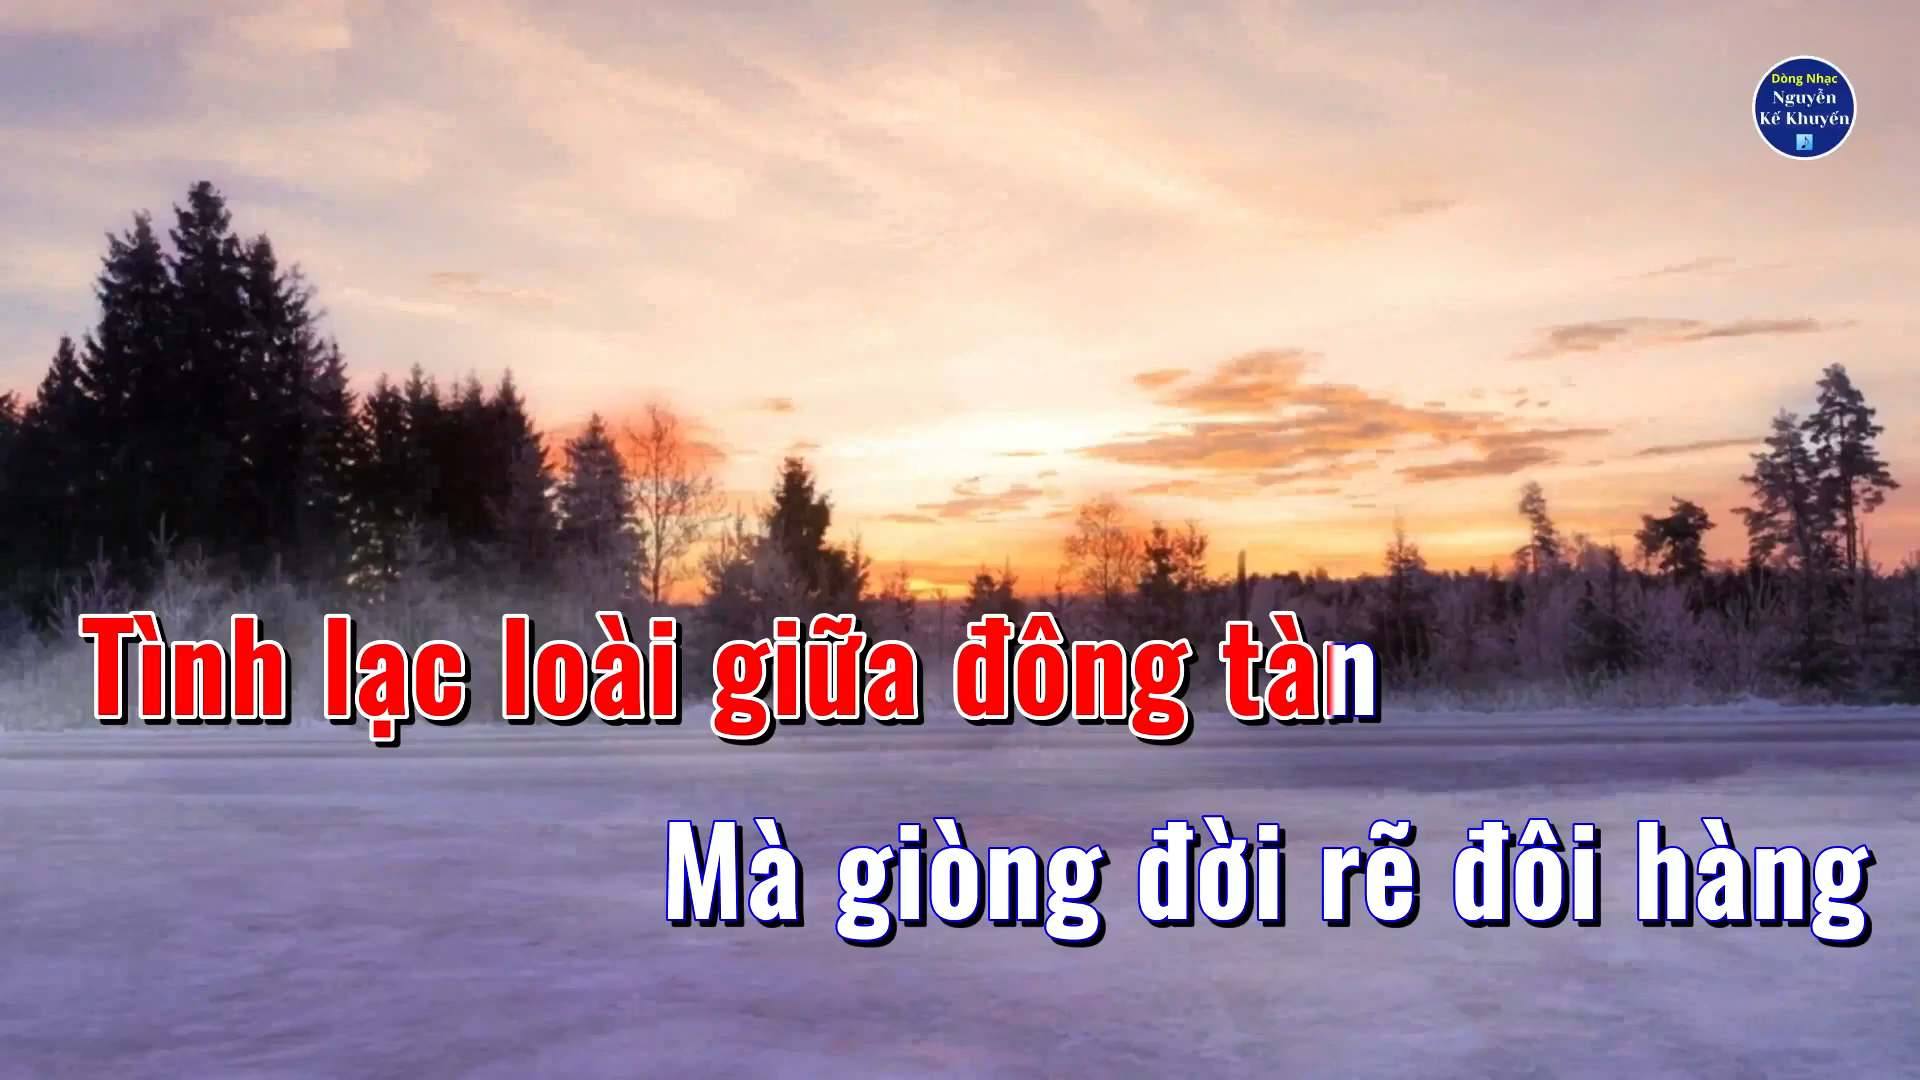 Dòng Nhạc
Nguyễn
Kế Khuyến
Tình lạc loài giữa đông tàn
Mà giòng đời rẽ đôi hàng